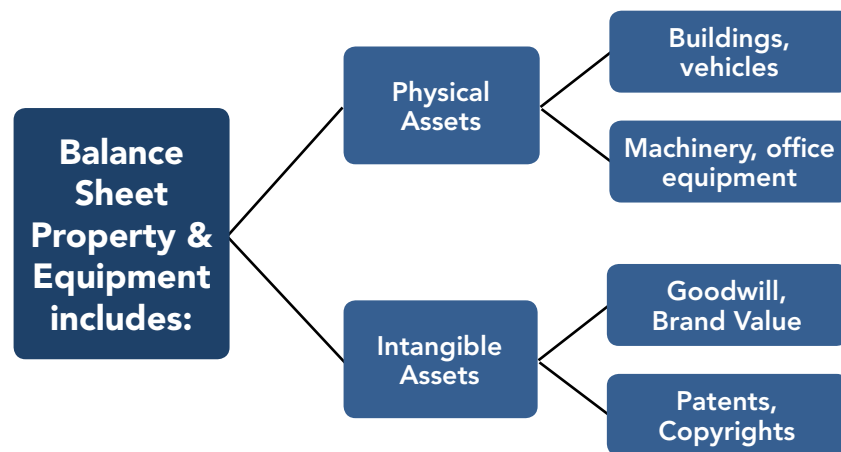 Balance
Sheet
Property &
Equipment
includes:
Physical
Assets
Buildings,
vehicles
Machinery, office
equipment
Intangible
Assets
Goodwill,
Brand Value
Patents,
Copyrights